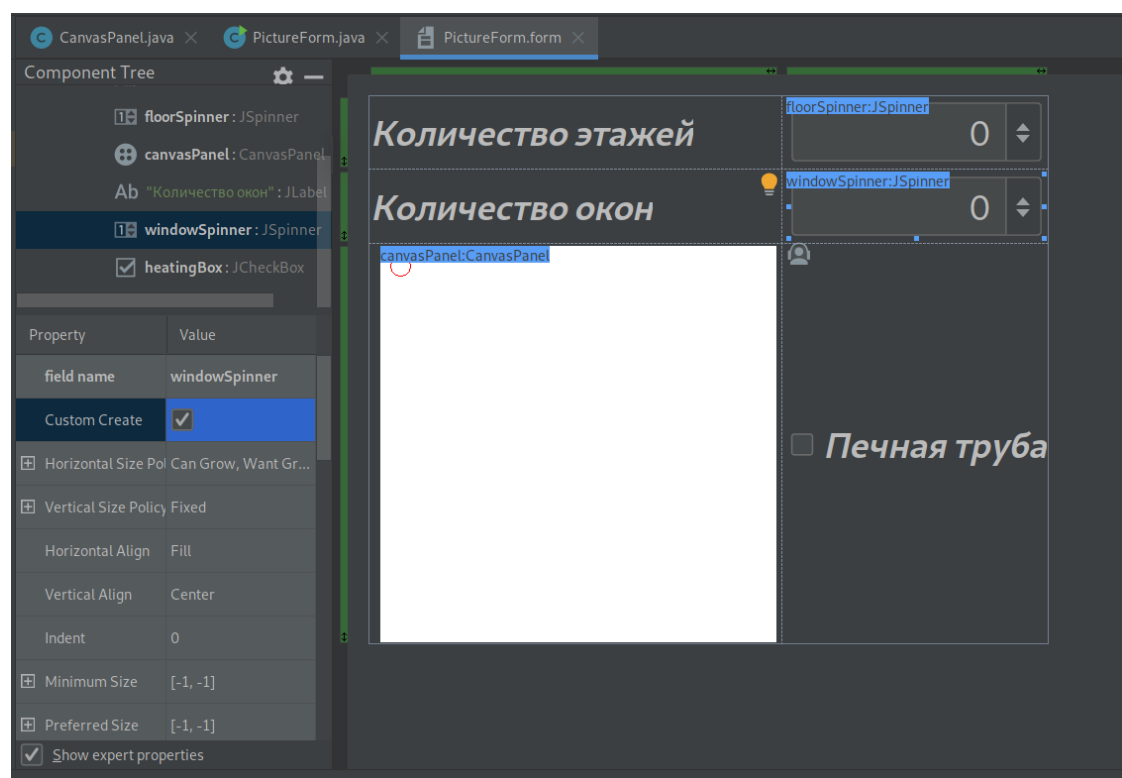 CanvasPanel.java
PictureForm.java
PictureForm.form
Component Tree
floorSpinner : JSpinner
canvasPanel : CanvasPanel
Ab "Количество окон" : JLabel
windowSpinner : JSpinner
heatingBox : JCheckBox
Property Value
field name windowSpinner
Custom Create
Horizontal Size Pol Can Grow, Want Gr...
Vertical Size Policy Fixed
Horizontal Align Fill
Vertical Align Center
Indent 0
Minimum Size [-1, -1]
Preferred Size [-1, -1]
Show expert properties
floorSpinner:JSpinner
Количество этажей 0
windowSpinner:JSpinner
Количество окон 0
canvasPanel:CanvasPanel
Печная труба